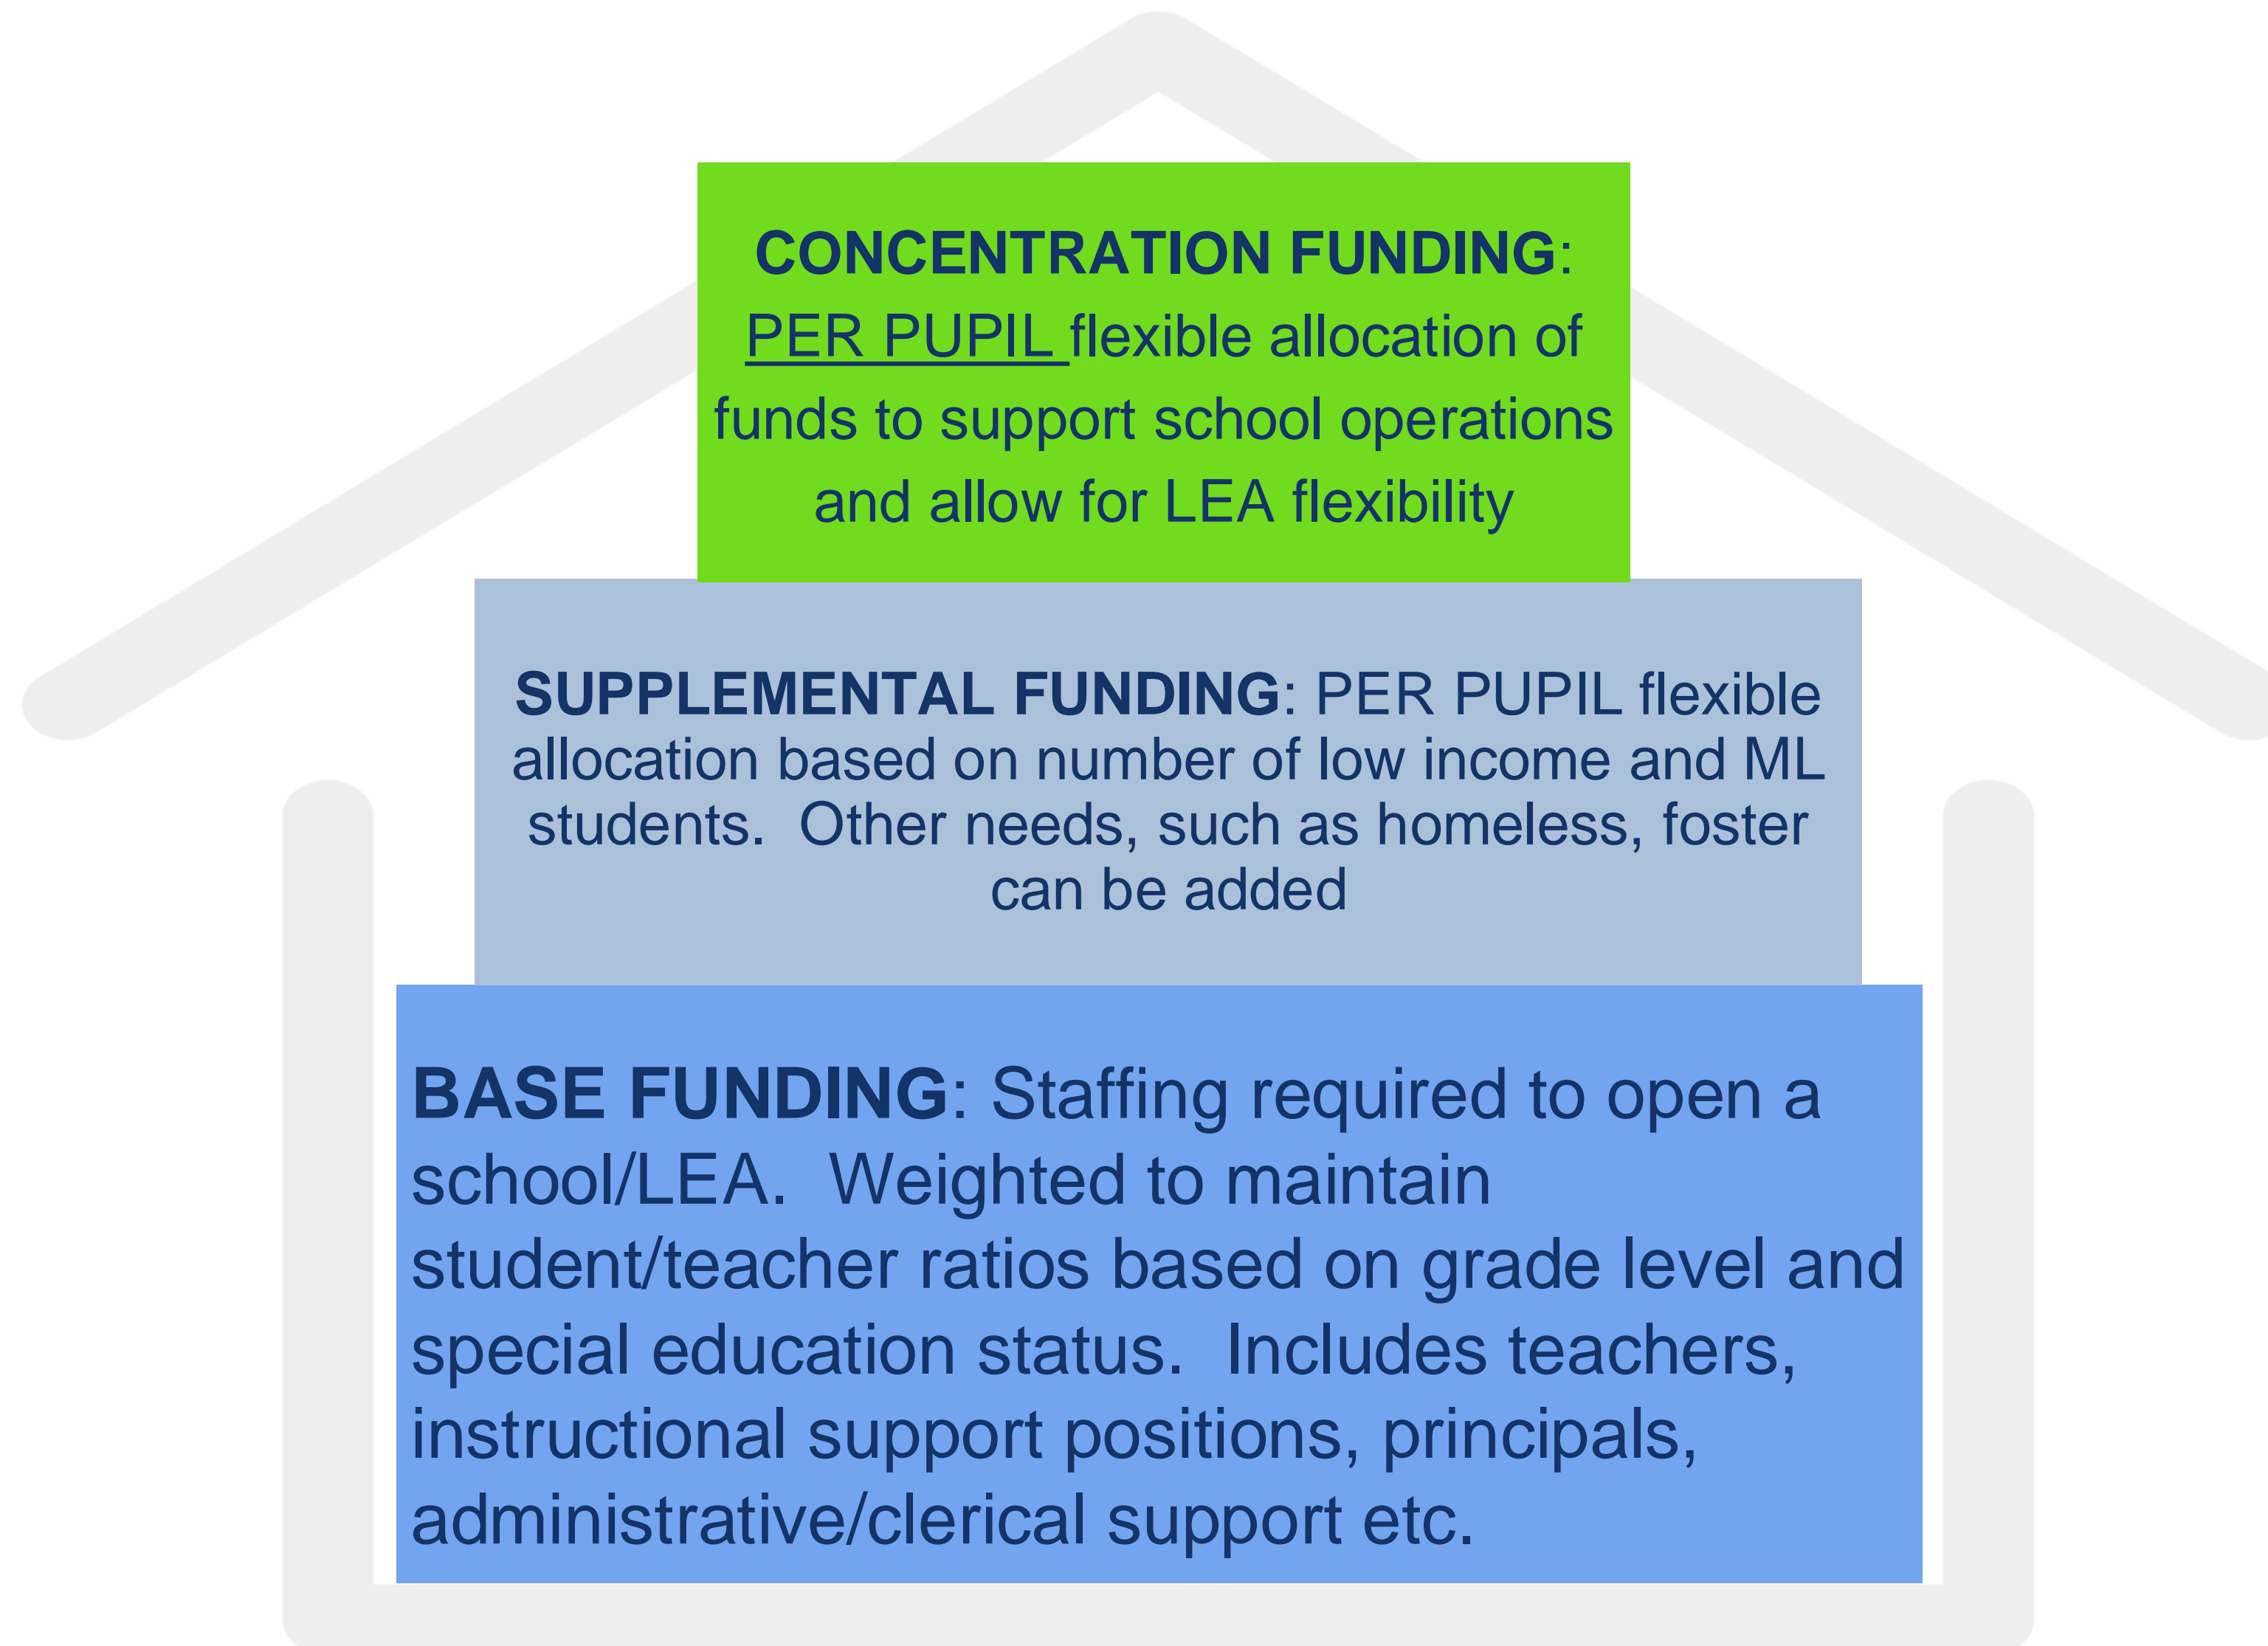 CONCENTRATION FUNDING:
PER PUPIL flexible allocation of
funds to support school operations
and allow for LEA flexibility
SUPPLEMENTAL FUNDING: PER PUPIL flexible
allocation based on number of low income and ML
students.  Other needs, such as homeless, foster
can be added
BASE FUNDING: Staffing required to open a
school/LEA.  Weighted to maintain
student/teacher ratios based on grade level and
special education status.  Includes teachers,
instructional support positions, principals,
administrative/clerical support etc.